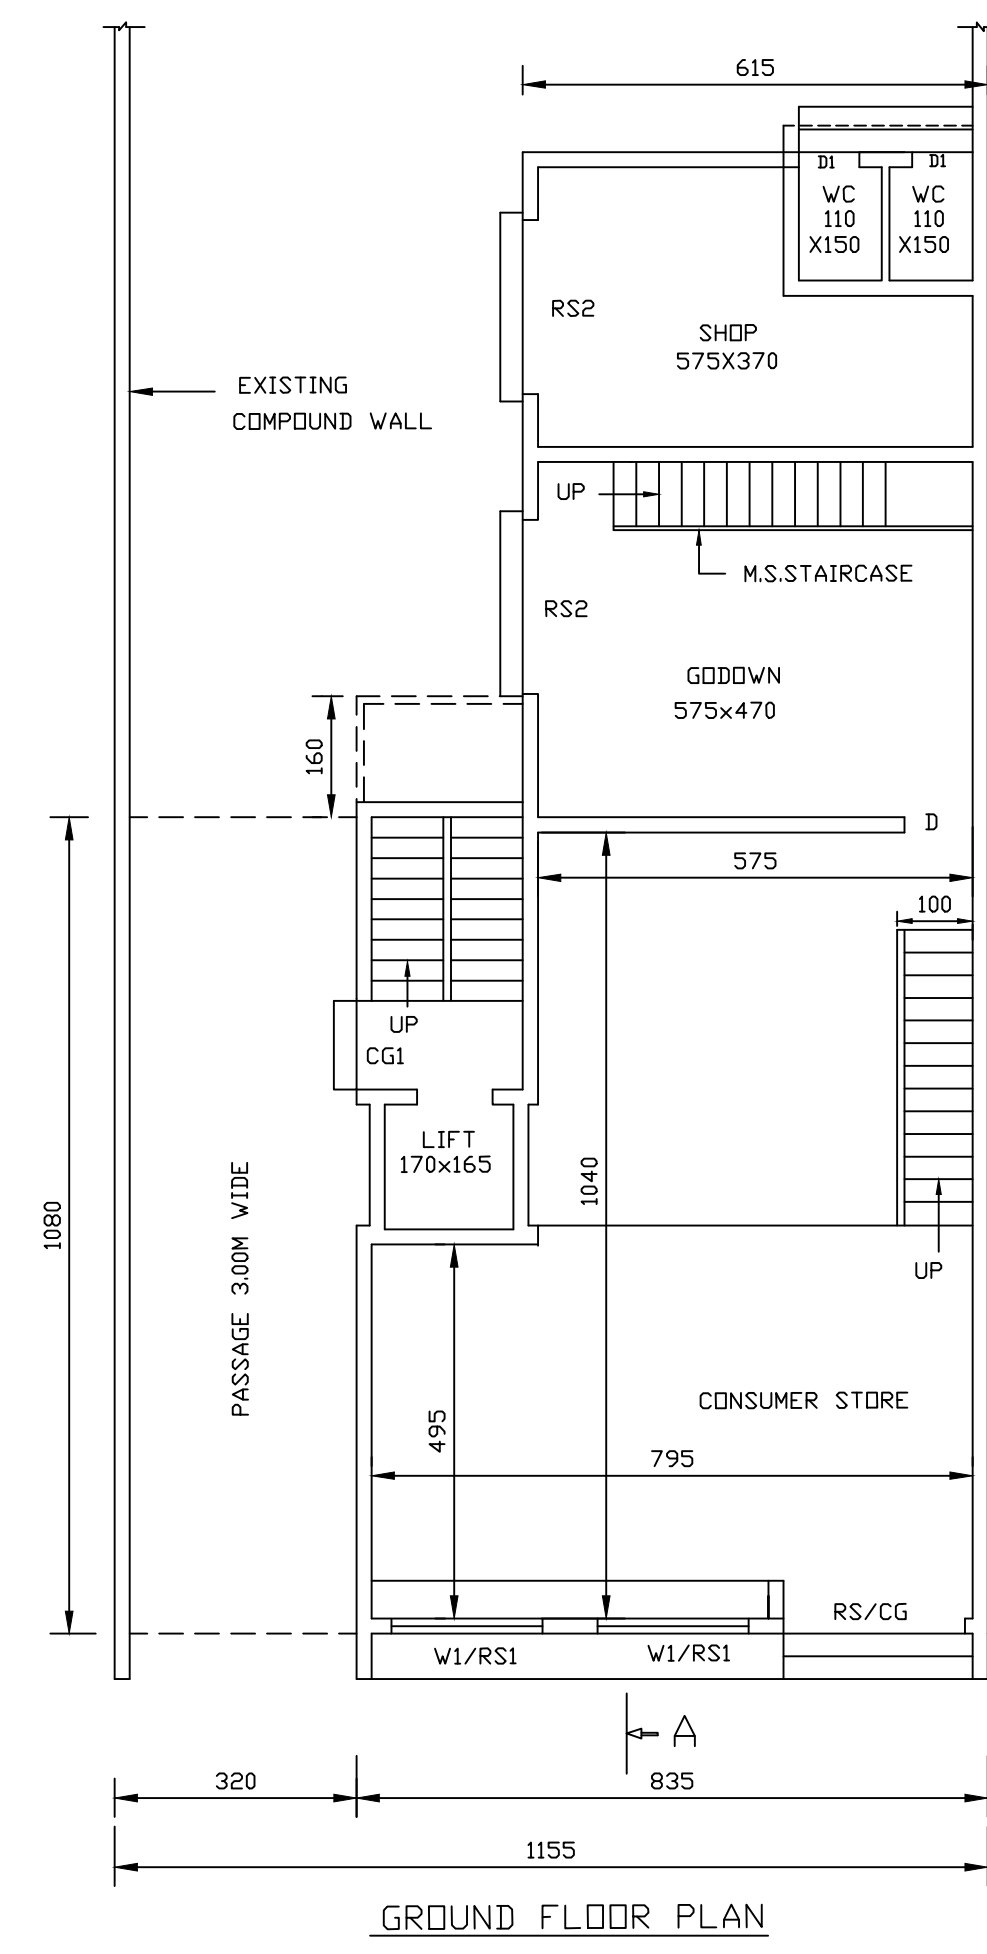 615
D1
D1
WC
110
X150
WC
110
X150
RS2
SHOP
575X370
EXISTING
COMPOUND WALL
UP
M.S.STAIRCASE
RS2
GODOWN
575x470
160
D
575
100
UP
CG1
LIFT
170x165
1040
1080
PASSAGE 3.00M WIDE
UP
CONSUMER STORE
495
795
RS/CG
W1/RS1
W1/RS1
A
320
835
1155
GROUND FLOOR PLAN